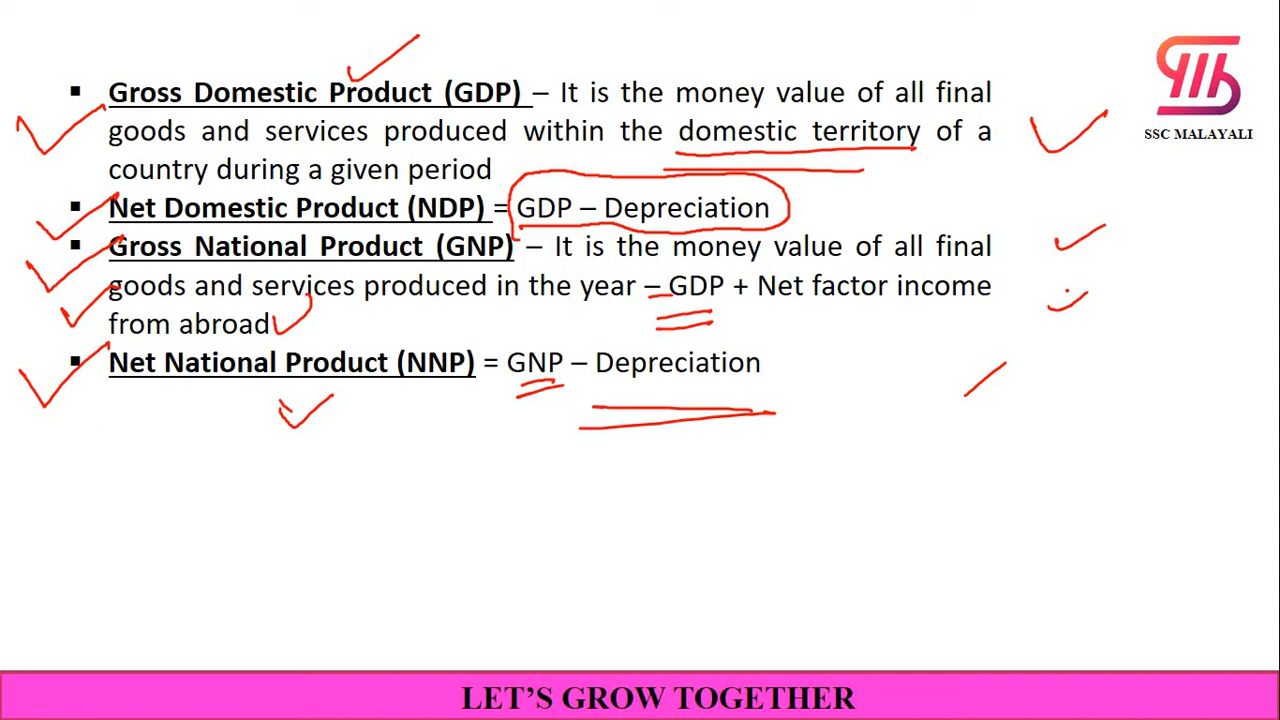 ▪ Gross Domestic Product (GDP) – It is the money value of all final
goods and services produced within the domestic territory of a
country during a given period
▪ Net Domestic Product (NDP) = GDP – Depreciation
▪ Gross National Product (GNP) – It is the money value of all final
goods and services produced in the year – GDP + Net factor income
from abroad
▪ Net National Product (NNP) = GNP – Depreciation
SSC MALAYALI
LET’S GROW TOGETHER